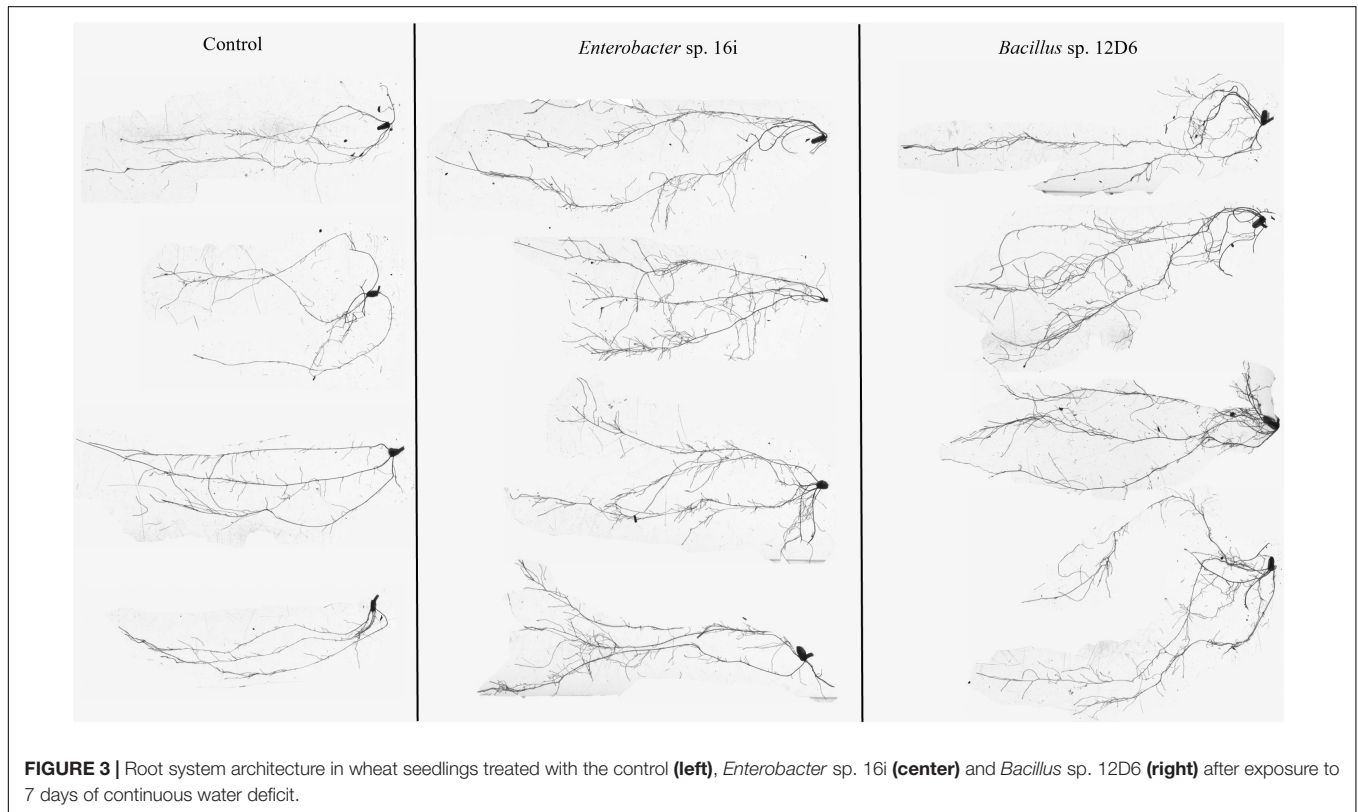 Control
Enterobacter sp. 16i
Bacillus sp. 12D6
FIGURE 3 | Root system architecture in wheat seedlings treated with the control (left), Enterobacter sp. 16i (center) and Bacillus sp. 12D6 (right) after exposure to
7 days of continuous water deficit.